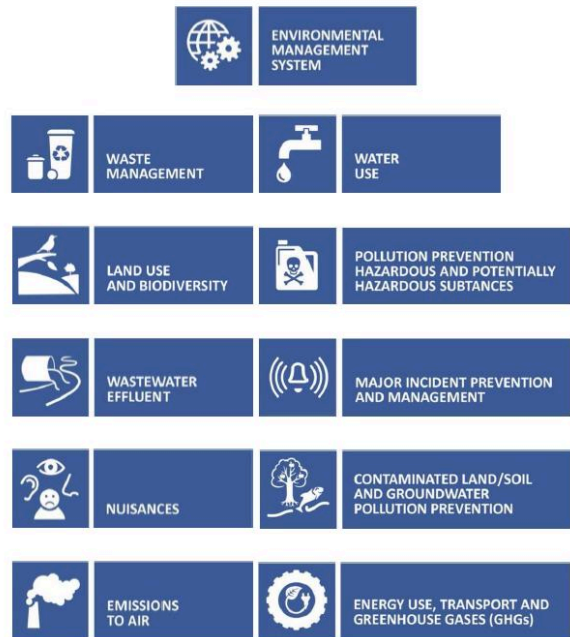 ENVIRONMENTAL
MANAGEMENT
SYSTEM
WASTE
MANAGEMENT
WATER
USE
LAND USE
AND BIODIVERSITY
POLLUTION PREVENTION
HAZARDOUS AND POTENTIALLY
HAZARDOUS SUBTANCES
WASTEWATER
EFFLUENT
MAJOR INCIDENT PREVENTION
AND MANAGEMENT
NUISANCES
CONTAMINATED LAND/SOIL
AND GROUNDWATER
POLLUTION PREVENTION
EMISSIONS
TO AIR
ENERGY USE, TRANSPORT AND
GREENHOUSE GASES (GHGs)